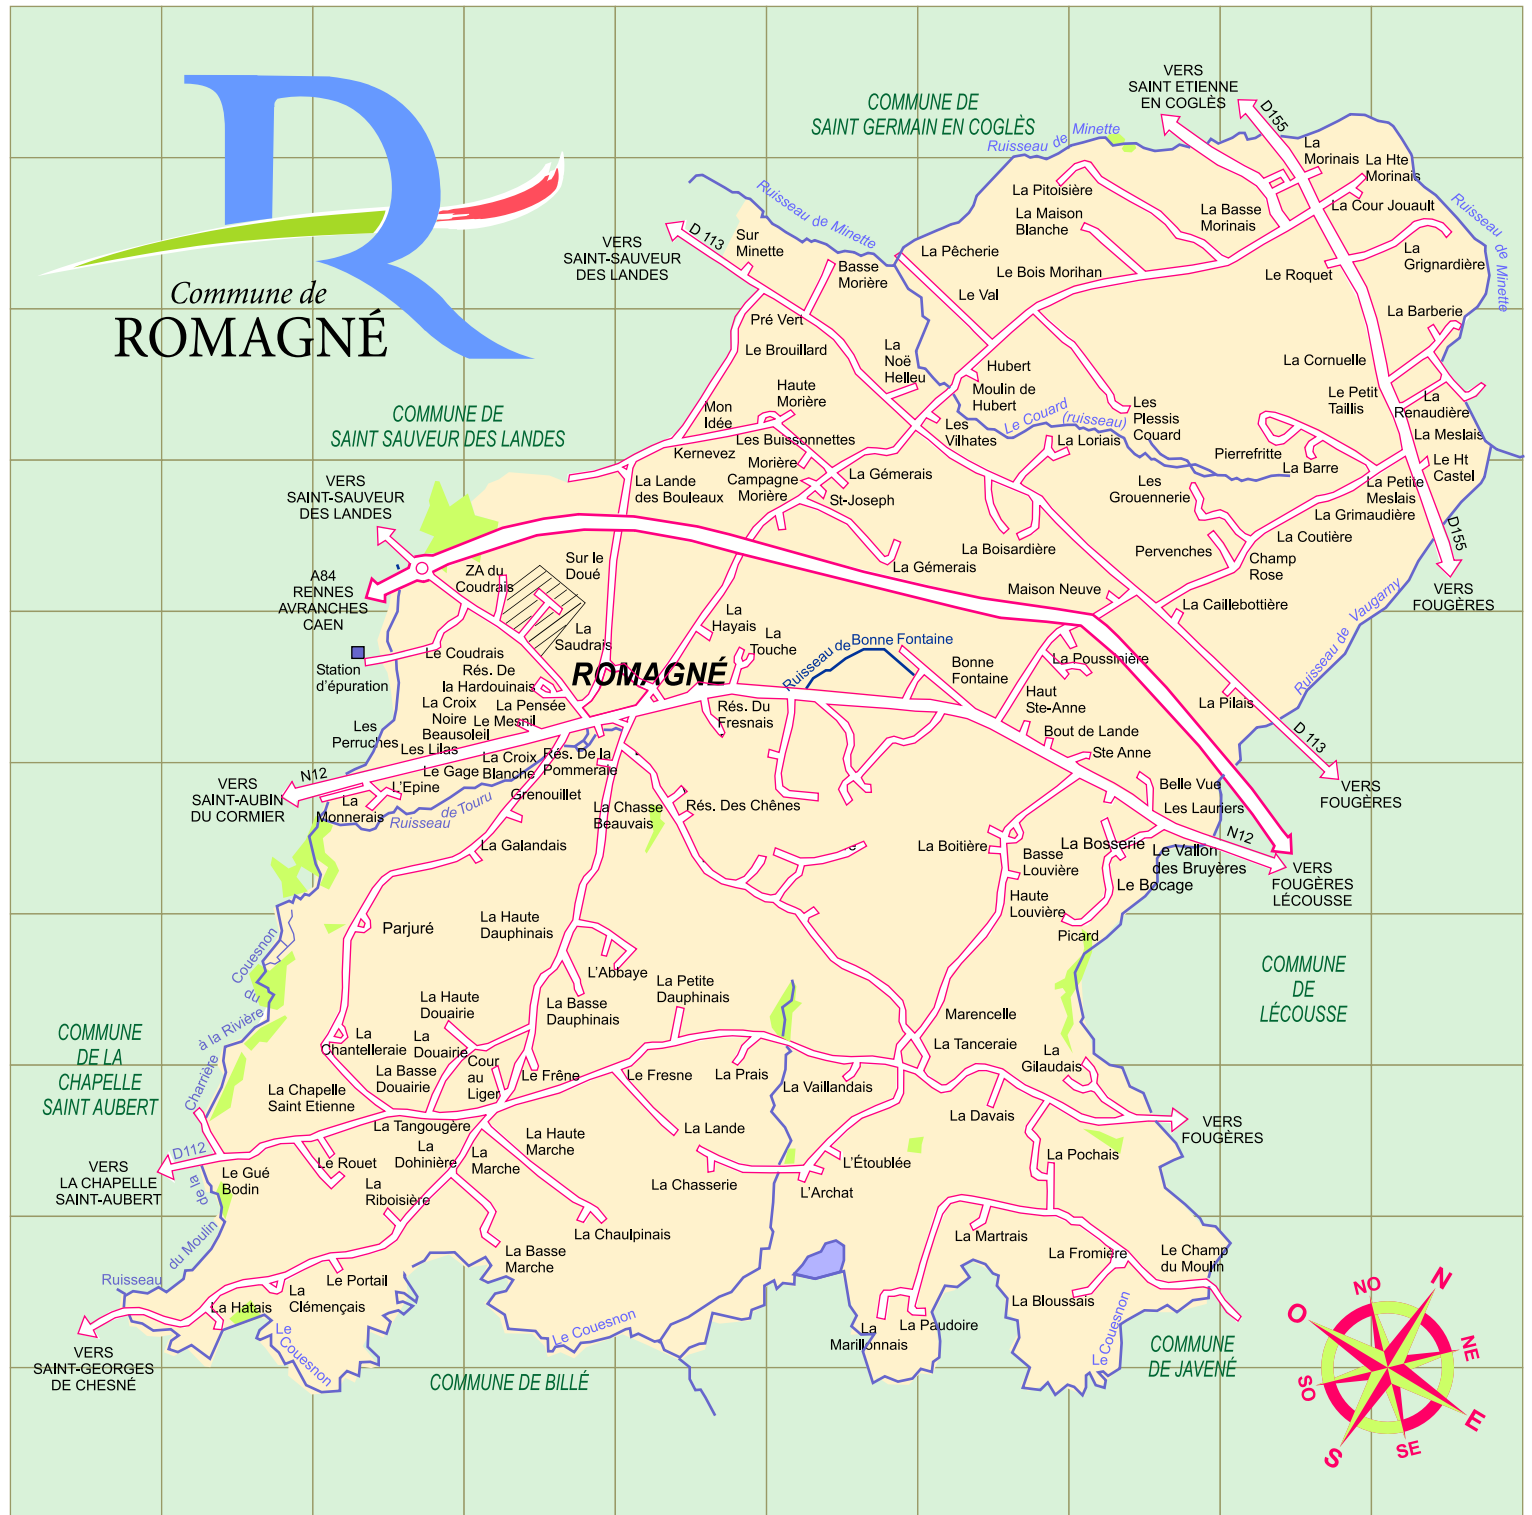 Commune de
ROMAGNÉ
COMMUNE DE
SAINT GERMAIN EN COGLÈS
VERS
SAINT ETIENNE
EN COGLÈS
D155
Ruisseau de Minette
La
Morinais
La Hte
Morinais
La Pitoisière
La Maison
Blanche
La Basse
Morinais
La Cour Jouault
Ruisseau de Minette
Ruisseau de Minette
D 113
VERS
SAINT-SAUVEUR
DES LANDES
Sur
Minette
Basse
Morière
La Pêcherie
Le Bois Morihan
Le Val
Le Roquet
La
Grignardière
La Barberie
Pré Vert
Le Brouillard
La
Noë
Helleu
Hubert
Moulin de
Hubert
La Cornuelle
Le Petit
Taillis
La
Renaudière
Haute
Morière
Mon
Idée
Les Buissonnettes
Kernevez
Les
Vilhates
Le Couard (ruisseau)
Les
Plessis
Couard
La Loriais
Pierrefritte
La Barre
La Meslais
Le Ht
Castel
COMMUNE DE
SAINT SAUVEUR DES LANDES
Morière
Campagne
Morière
La Gémerais
St-Joseph
La Lande
des Bouleaux
Les
Grouennerie
La Petite
Meslais
La Grimaudière
La Coutière
VERS
SAINT-SAUVEUR
DES LANDES
La Boisardière
La Gémerais
Pervenches
Champ
Rose
D155
VERS
FOUGÈRES
A84
RENNES
AVRANCHES
CAEN
ZA du
Coudrais
Sur le
Doué
Maison Neuve
La Caillebottière
La
Saudrais
La
Hayais
La
Touche
Ruisseau de Bonne Fontaine
Bonne
Fontaine
La Poussinière
Ruisseau de Vaugarny
Station
d'épuration
Le Coudrais
Rés. De
la Hardouinais
ROMAGNÉ
La Croix
Noire
Beausoleil
La Pensée
Le Mesnil
Rés. Du
Fresnais
Haut
Ste-Anne
La Pilais
Les
Perruches
Les Lilas
Le Gage
La Croix
Blanche
Rés. De la
Pommeraie
Bout de Lande
Ste Anne
D 113
VERS
FOUGÈRES
N12
VERS
SAINT-AUBIN
DU CORMIER
L'Epine
La
Monnerais
Ruisseau de Touru
Grenouillet
La Chasse
Beauvais
Rés. Des Chênes
Belle Vue
Les Lauriers
N12
La Galandais
La Boitière
Basse
Louvière
La Bosserie
Le Vallon
des Bruyères
Le Bocage
VERS
FOUGÈRES
LÉCOUSSE
Haute
Louvière
Picard
Parjuré
La Haute
Dauphinais
L'Abbaye
La Petite
Dauphinais
La Basse
Dauphinais
COMMUNE
DE
LÉCOUSSE
Ruisseau du Moulin de la Charrière à la Rivière du Couesnon
La Haute
Douairie
La
Chantelleraie
La
Douairie
La Basse
Douairie
Cour
au
Liger
Le Frêne
Le Fresne
La Prais
La Vaillandais
Marencelle
La Tanceraie
La
Gilaudais
COMMUNE
DE LA
CHAPELLE
SAINT AUBERT
La Chapelle
Saint Etienne
La Tangougère
La Lande
La Davais
VERS
FOUGÈRES
D112
VERS
LA CHAPELLE
SAINT-AUBERT
Le Gué
Bodin
Le Rouet
La
Dohinière
La
Marche
La Haute
Marche
La
Riboisière
La Chasserie
L'Étoublée
L'Archat
La Pochais
La Chaulpinais
La Basse
Marche
La Martrais
La Fromière
Le Champ
du Moulin
Le Portail
La
Clémençais
La Hatais
La Bloussais
La Paudoire
La
Marillonnais
VERS
SAINT-GEORGES
DE CHESNÉ
Le Couesnon
Le Couesnon
Le Couesnon
COMMUNE DE BILLÉ
COMMUNE
DE JAVENÉ
NO
N
O
NE
SO
E
S
SE